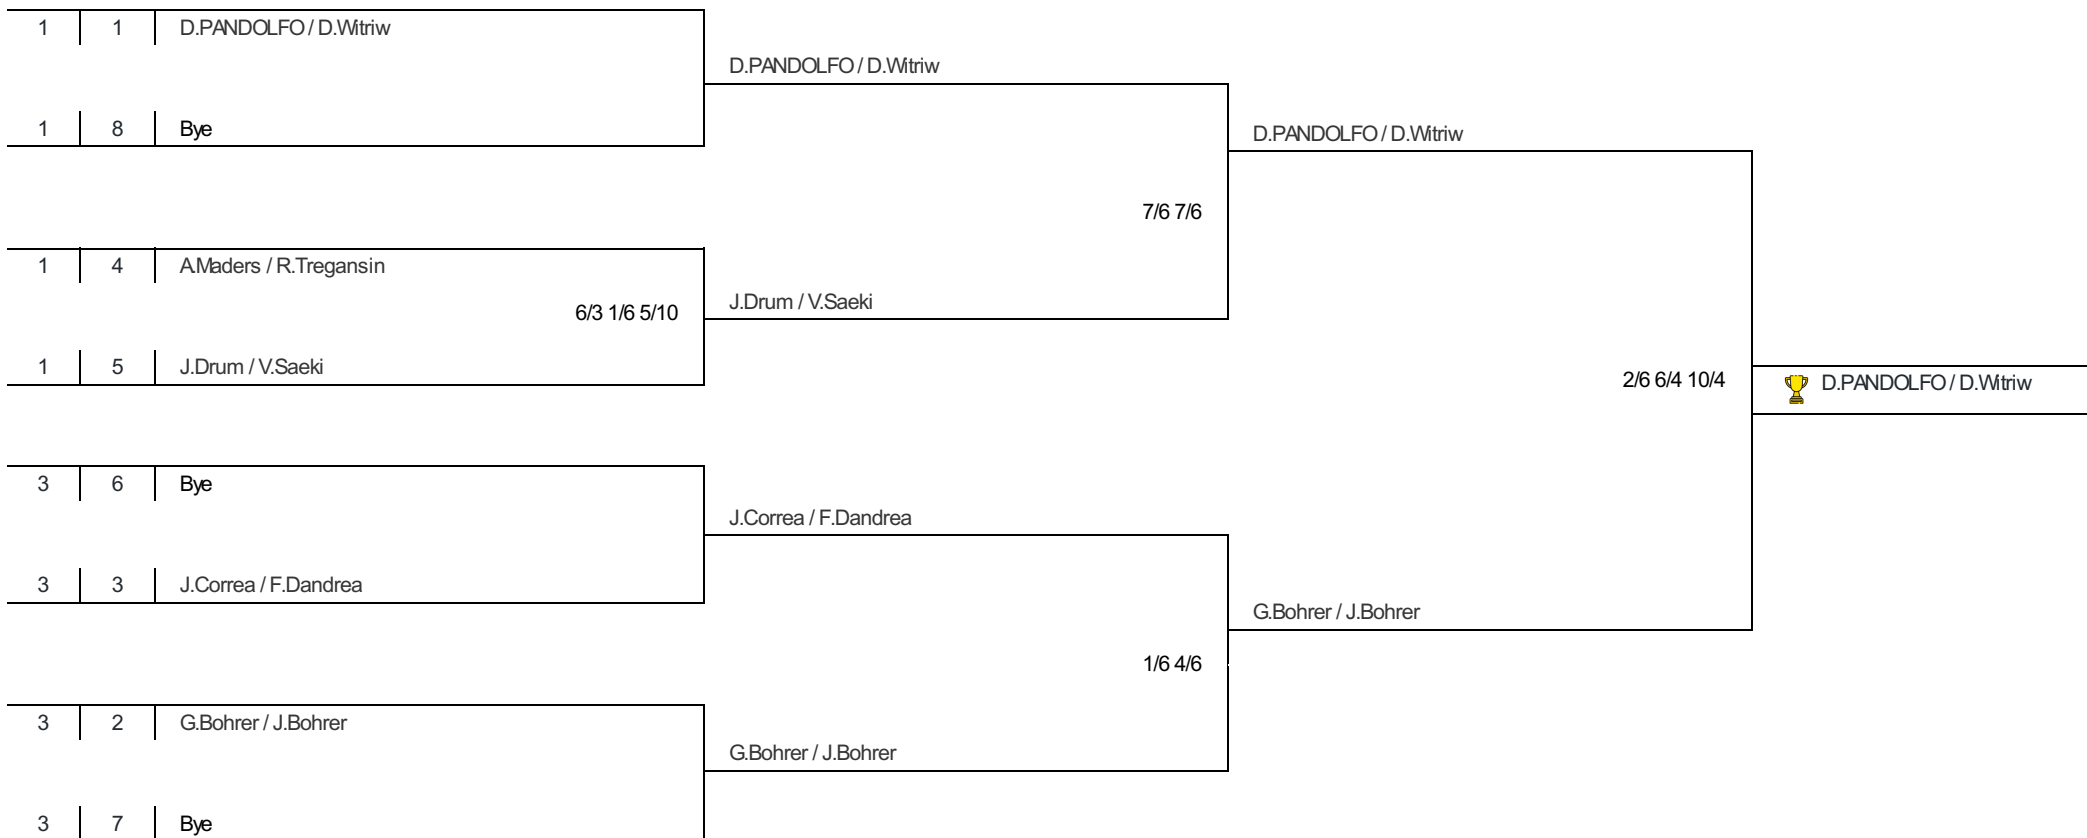 1 1 D.PANDOLFO / D.Witriw
D.PANDOLFO / D.Witriw
1 8 Bye
D.PANDOLFO / D.Witriw
7/6 7/6
1 4 A.Maders / R.Tregansin
J.Drum / V.Saeki
6/3 1/6 5/10
1 5 J.Drum / V.Saeki
2/6 6/4 10/4
D.PANDOLFO / D.Witriw
3 6 Bye
J.Correa / F.Dandrea
3 3 J.Correa / F.Dandrea
G.Bohrer / J.Bohrer
1/6 4/6
3 2 G.Bohrer / J.Bohrer
G.Bohrer / J.Bohrer
3 7 Bye